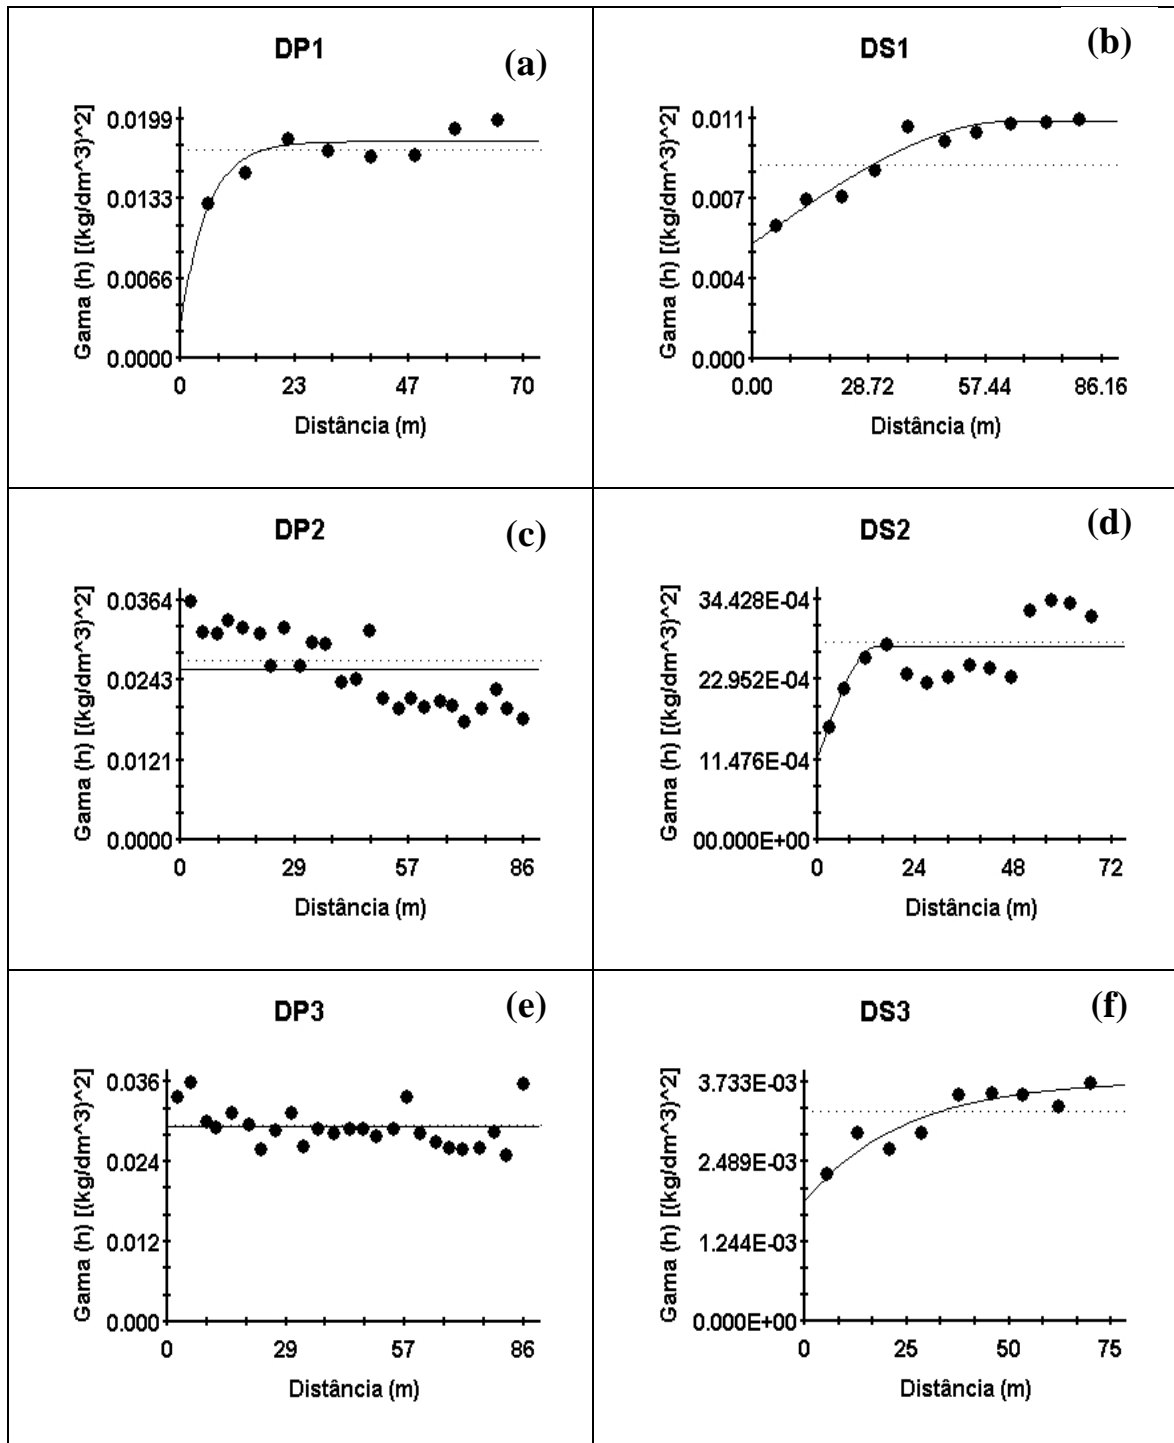 DP1
(a)
Gama (h) [(kg/dm^3)^2]
0.0199
0.0133
0.0066
0.0000
0 23 47 70
Distância (m)
DS1
(b)
Gama (h) [(kg/dm^3)^2]
0.011
0.007
0.004
0.000
0.00 28.72 57.44 86.16
Distância (m)
DP2
(c)
Gama (h) [(kg/dm^3)^2]
0.0364
0.0243
0.0121
0.0000
0 29 57 86
Distância (m)
DS2
(d)
Gama (h) [(kg/dm^3)^2]
34.428E-04
22.952E-04
11.476E-04
00.000E+00
0 24 48 72
Distância (m)
DP3
(e)
Gama (h) [(kg/dm^3)^2]
0.036
0.024
0.012
0.000
0 29 57 86
Distância (m)
DS3
(f)
Gama (h) [(kg/dm^3)^2]
3.733E-03
2.489E-03
1.244E-03
0.000E+00
0 25 50 75
Distância (m)